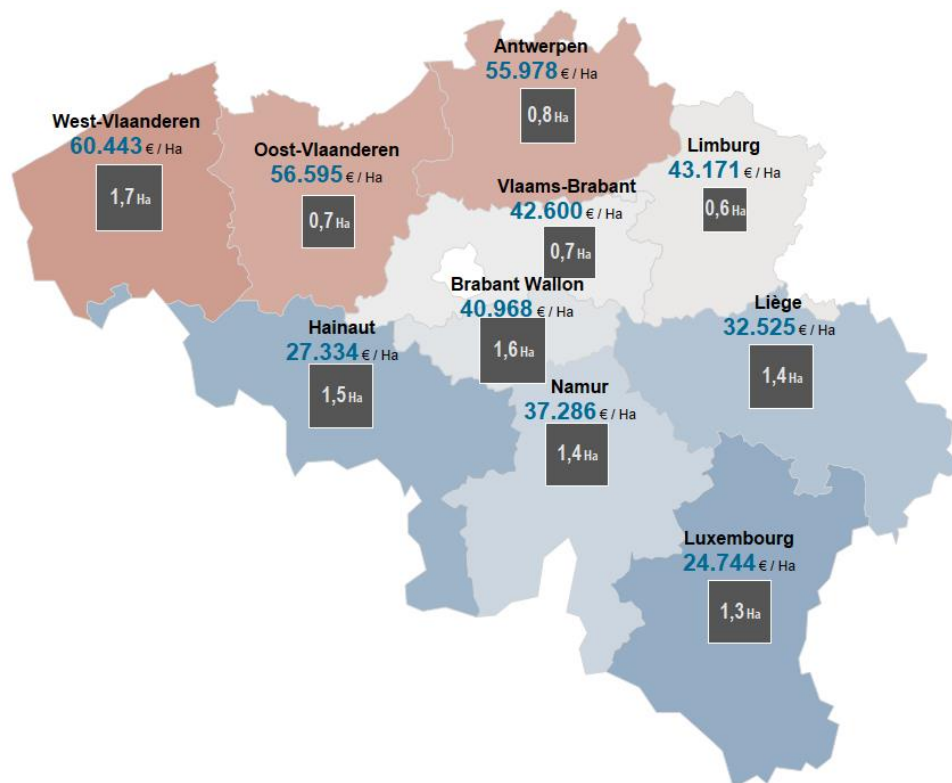 Antwerpen
55.978 € / Ha
0,8 Ha
West-Vlaanderen
60.443 € / Ha
1,7 Ha
Oost-Vlaanderen
56.595 € / Ha
0,7 Ha
Limburg
43.171 € / Ha
0,6 Ha
Vlaams-Brabant
42.600 € / Ha
0,7 Ha
Brabant Wallon
40.968 € / Ha
1,6 Ha
Liège
32.525 € / Ha
1,4 Ha
Hainaut
27.334 € / Ha
1,5 Ha
Namur
37.286 € / Ha
1,4 Ha
Luxembourg
24.744 € / Ha
1,3 Ha